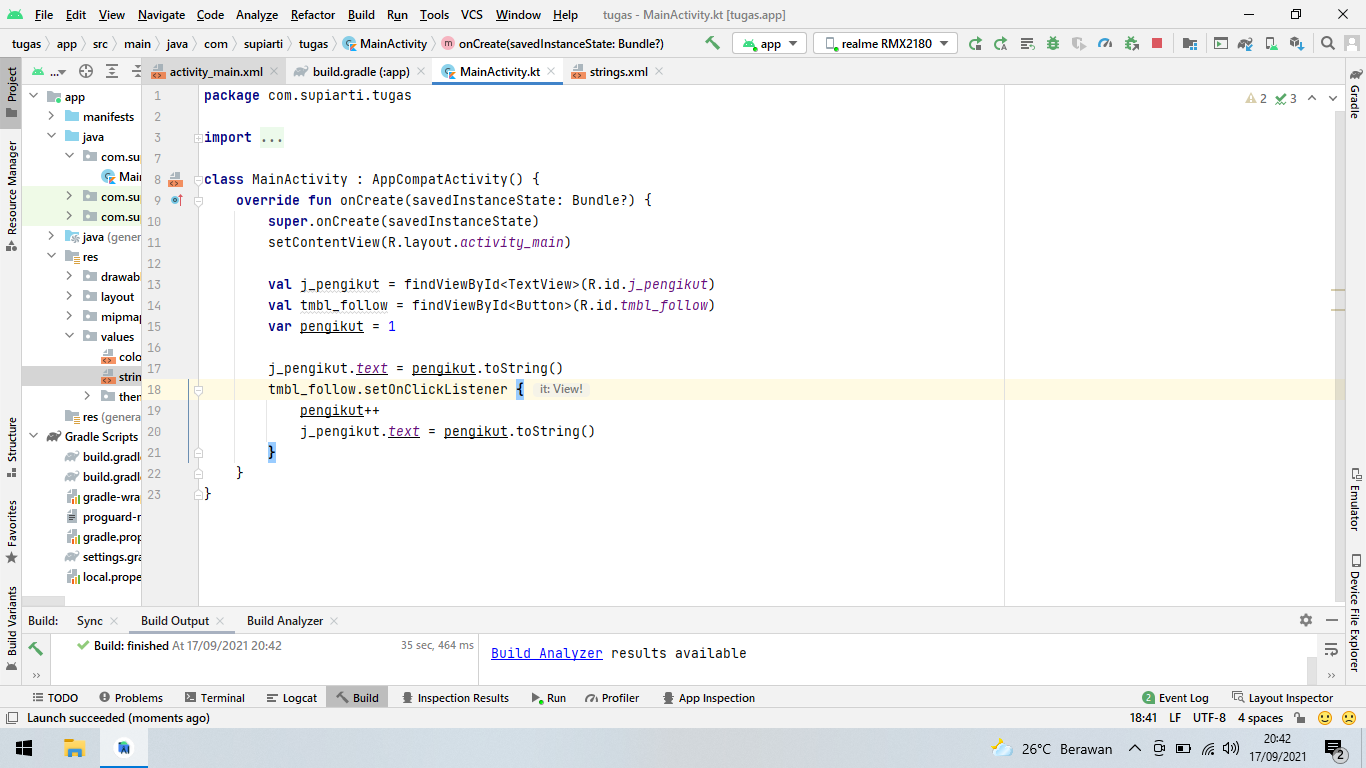 File Edit View Navigate Code Analyze Refactor Build Run Tools VCS Window Help tugas - MainActivity.kt [tugas.app]
tugas app src main java com supiarti tugas MainActivity onCreate(savedInstanceState: Bundle?) app realme RMX2180
... activity_main.xml build.gradle (:app) MainActivity.kt strings.xml
Project
Resource Manager
Structure
Favorites
Build Variants
app
manifests
java
com.su
Mai
com.su
com.su
java (gener
res
drawab
layout
mipmap
values
colo
strin
then
res (genera
Gradle Scripts
build.gradl
build.gradl
gradle-wra
proguard-r
gradle.prop
settings.gra
local.prope
1 package com.supiarti.tugas
2
3 import ...
7
8 class MainActivity : AppCompatActivity() {
9 override fun onCreate(savedInstanceState: Bundle?) {
10 super.onCreate(savedInstanceState)
11 setContentView(R.layout.activity_main)
12
13 val j_pengikut = findViewById<TextView>(R.id.j_pengikut)
14 val tmbl_follow = findViewById<Button>(R.id.tmbl_follow)
15 var pengikut = 1
16
17 j_pengikut.text = pengikut.toString()
18 tmbl_follow.setOnClickListener { it: View!
19 pengikut++
20 j_pengikut.text = pengikut.toString()
21 }
22 }
23 }
2 3
Gradle
Emulator
Device File Explorer
Build: Sync Build Output Build Analyzer
Build: finished At 17/09/2021 20:42 35 sec, 464 ms
Build Analyzer results available
TODO Problems Terminal Logcat Build Inspection Results Run Profiler App Inspection 2 Event Log Layout Inspector
Launch succeeded (moments ago) 18:41 LF UTF-8 4 spaces
26°C Berawan 20:42
17/09/2021 2